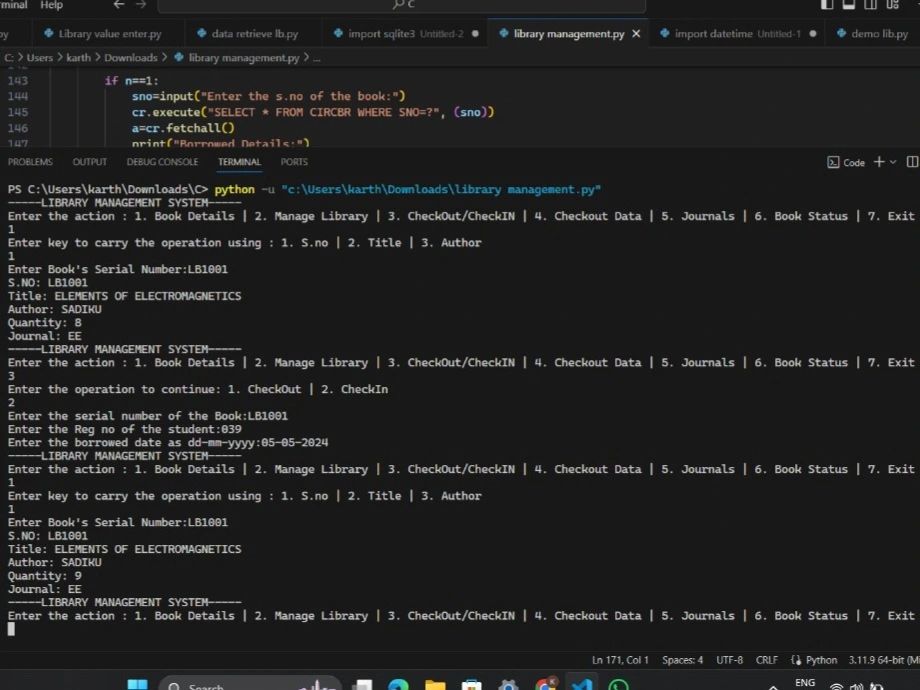 rminal Help
C
py
Library value enter.py
data retrieve lb.py
import sqlite3 Untitled-2
library management.py
import datetime Untitled-1
demo lib.py
C: > Users > karth > Downloads > library management.py > ...
143 if n==1:
144 sno=input("Enter the s.no of the book:")
145 cr.execute("SELECT * FROM CIRCBR WHERE SNO=?", (sno))
146 a=cr.fetchall()
147 print("Borrowed Details:")
PROBLEMS OUTPUT DEBUG CONSOLE TERMINAL PORTS
Code
PS C:\Users\karth\Downloads\C> python -u "c:\Users\karth\Downloads\library management.py"
-----LIBRARY MANAGEMENT SYSTEM-----
Enter the action : 1. Book Details | 2. Manage Library | 3. CheckOut/CheckIN | 4. Checkout Data | 5. Journals | 6. Book Status | 7. Exit
1
Enter key to carry the operation using : 1. S.no | 2. Title | 3. Author
1
Enter Book's Serial Number:LB1001
S.NO: LB1001
Title: ELEMENTS OF ELECTROMAGNETICS
Author: SADIKU
Quantity: 8
Journal: EE
-----LIBRARY MANAGEMENT SYSTEM-----
Enter the action : 1. Book Details | 2. Manage Library | 3. CheckOut/CheckIN | 4. Checkout Data | 5. Journals | 6. Book Status | 7. Exit
3
Enter the operation to continue: 1. CheckOut | 2. CheckIn
2
Enter the serial number of the Book:LB1001
Enter the Reg no of the student:039
Enter the borrowed date as dd-mm-yyyy:05-05-2024
-----LIBRARY MANAGEMENT SYSTEM-----
Enter the action : 1. Book Details | 2. Manage Library | 3. CheckOut/CheckIN | 4. Checkout Data | 5. Journals | 6. Book Status | 7. Exit
1
Enter key to carry the operation using : 1. S.no | 2. Title | 3. Author
1
Enter Book's Serial Number:LB1001
S.NO: LB1001
Title: ELEMENTS OF ELECTROMAGNETICS
Author: SADIKU
Quantity: 9
Journal: EE
-----LIBRARY MANAGEMENT SYSTEM-----
Enter the action : 1. Book Details | 2. Manage Library | 3. CheckOut/CheckIN | 4. Checkout Data | 5. Journals | 6. Book Status | 7. Exit
Ln 171, Col 1 Spaces: 4 UTF-8 CRLF {} Python 3.11.9 64-bit (Mi
Search
ENG